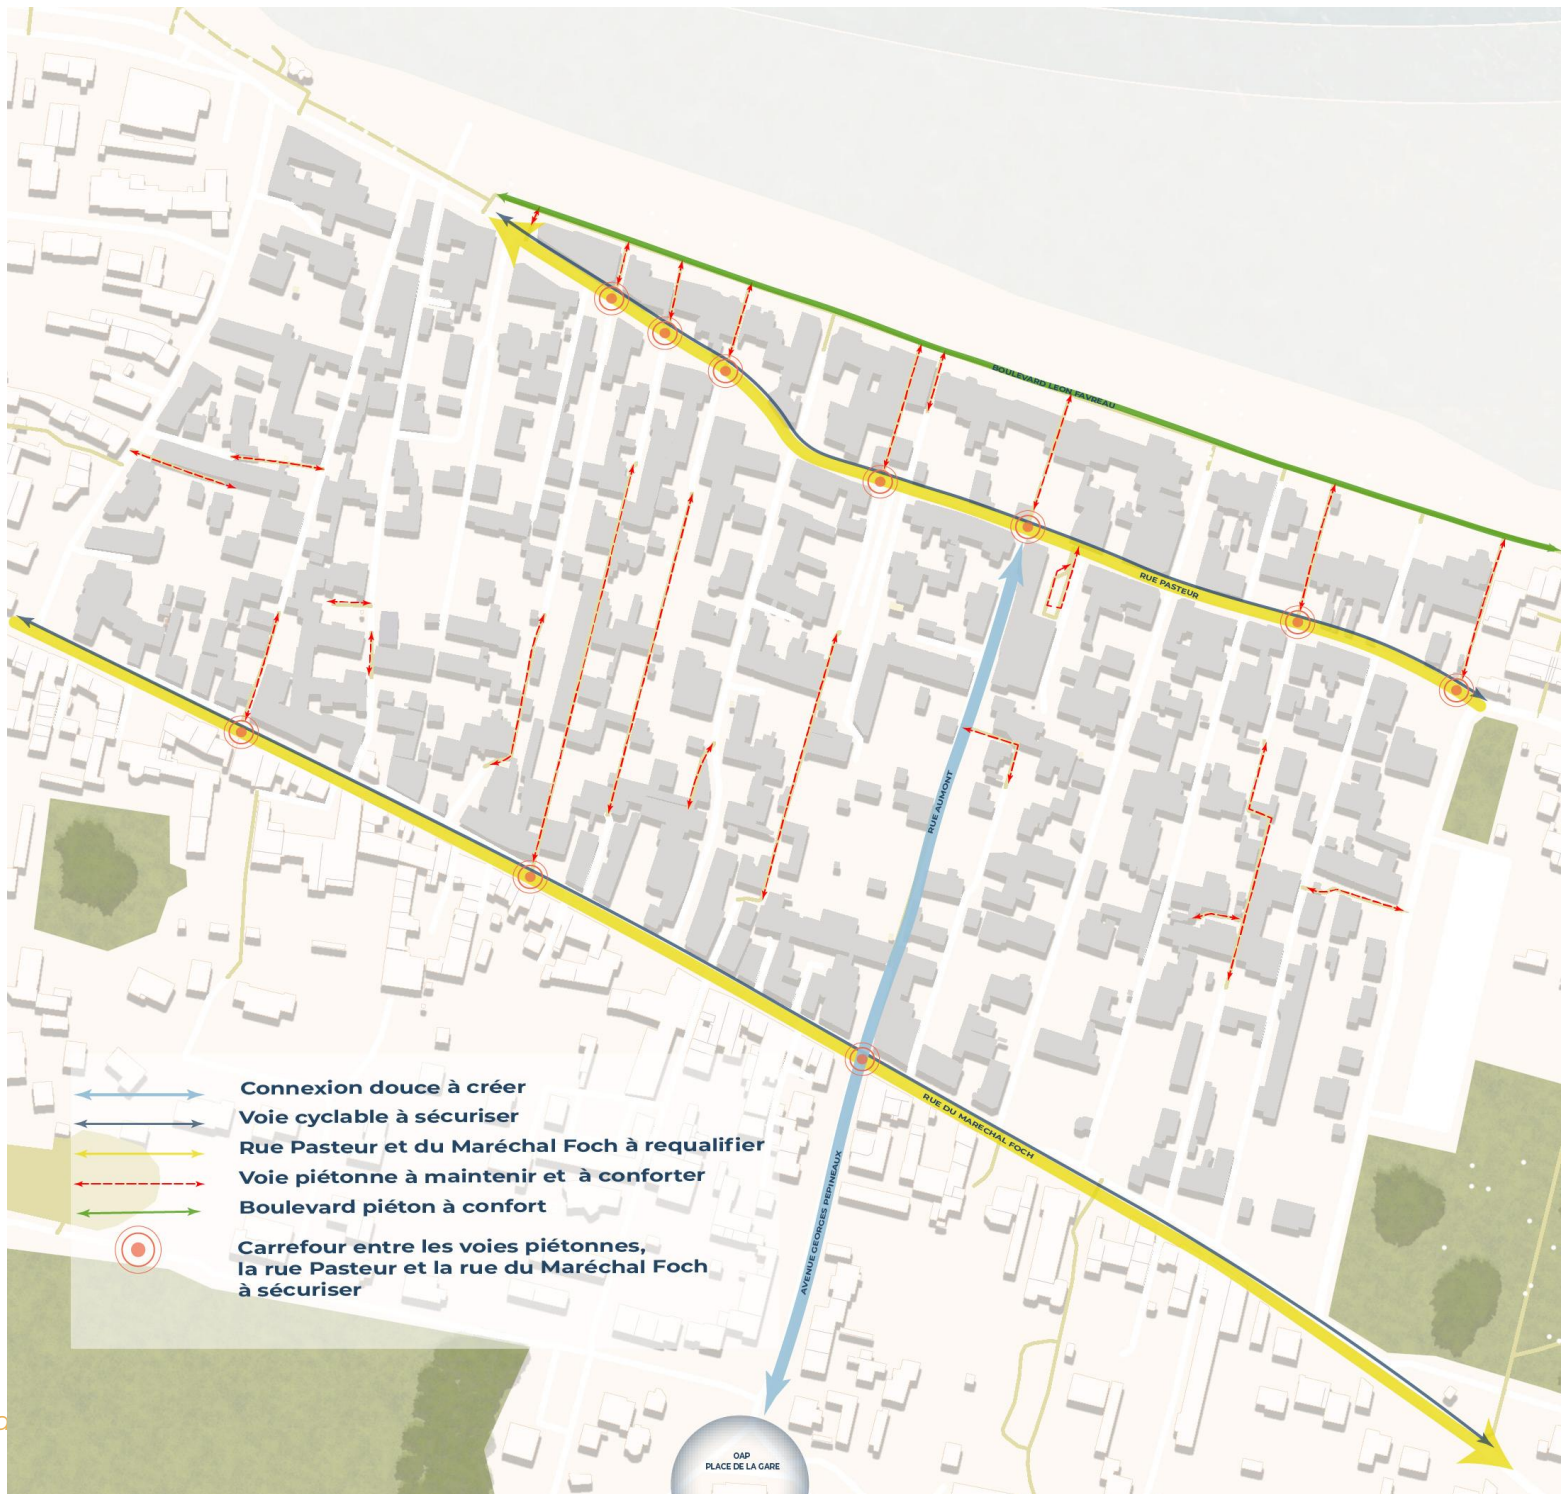 BOULEVARD LEON FAVREAU
RUE PASTEUR
RUE AUMONT
RUE DU MARECHAL FOCH
AVENUE GEORGES PEPINEAUX
Connexion douce à créer
Voie cyclable à sécuriser
Rue Pasteur et du Maréchal Foch à requalifier
Voie piétonne à maintenir et à conforter
Boulevard piéton à confort
Carrefour entre les voies piétonnes,
la rue Pasteur et la rue du Maréchal Foch
à sécuriser
OAP
PLACE DE LA GARE